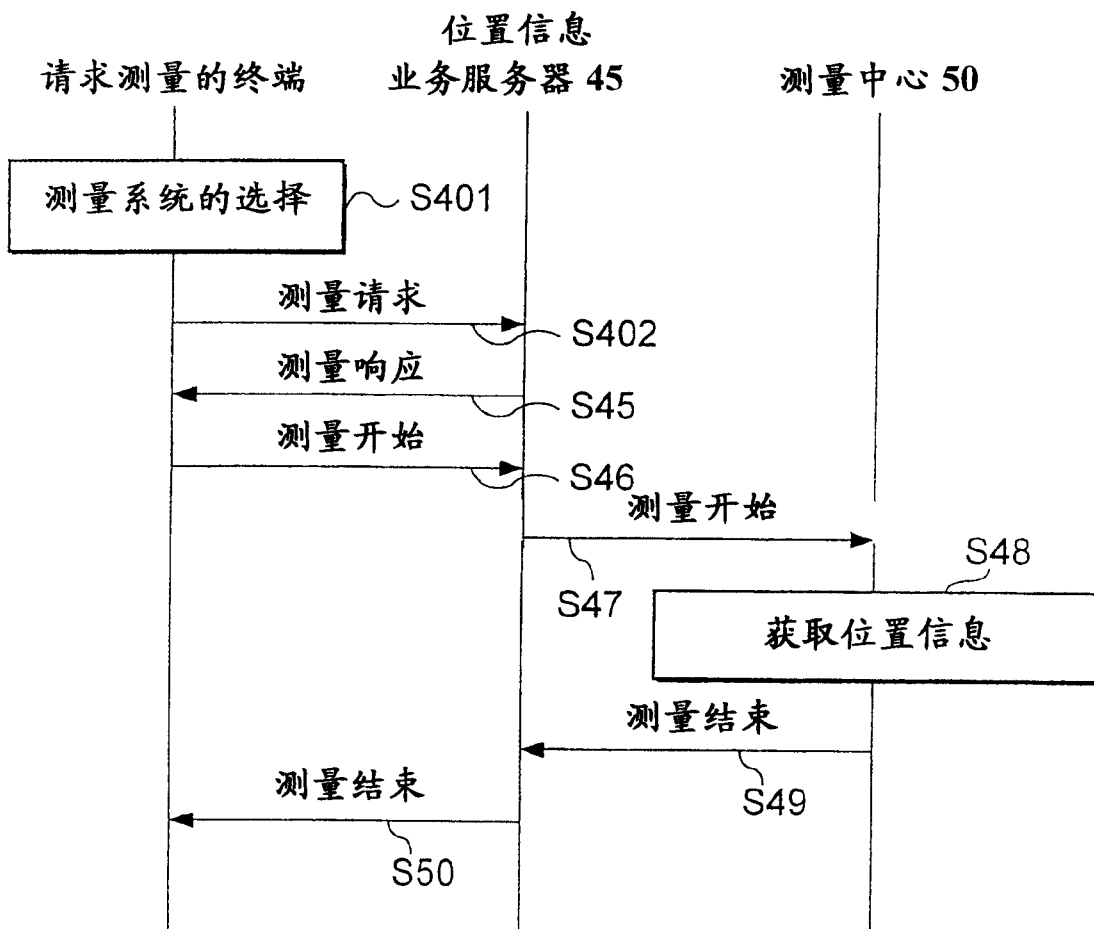 请求测量的终端
位置信息
业务服务器 45
测量中心 50
测量系统的选择
S401
测量请求
S402
测量响应
S45
测量开始
S46
测量开始
S47
S48
获取位置信息
测量结束
S49
测量结束
S50